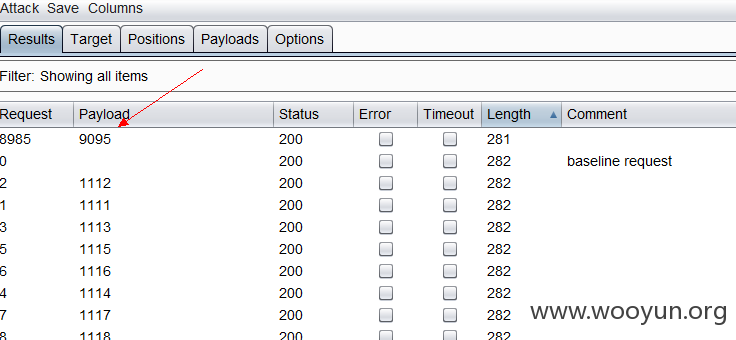 Attack Save Columns
Results Target Positions Payloads Options
Filter: Showing all items
Request Payload Status Error Timeout Length Comment
8985 9095 200 281
0 200 282 baseline request
2 1112 200 282
1 1111 200 282
3 1113 200 282
5 1115 200 282
6 1116 200 282
4 1114 200 282
7 1117 200 282
8 1118 200 282
www.wooyun.org